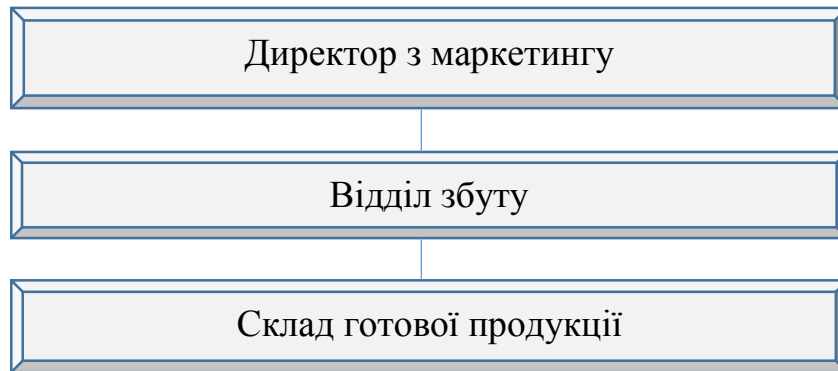 Директор з маркетингу
Відділ збуту
Склад готової продукції